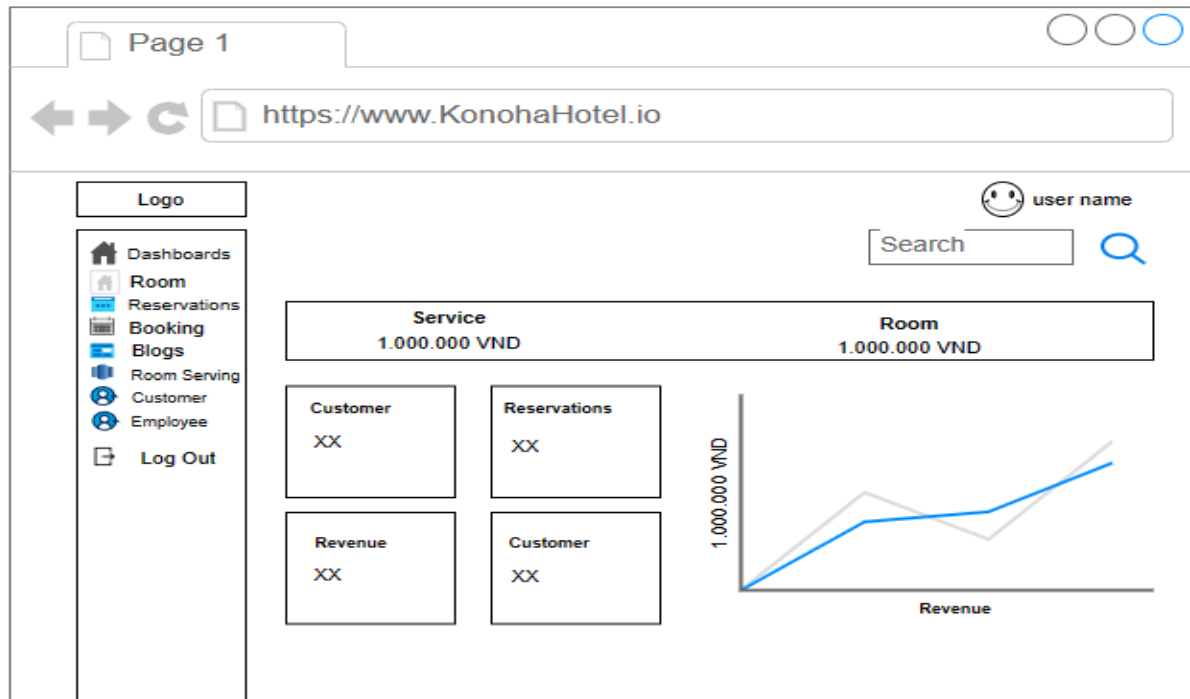 Page 1
https://www.KonohaHotel.io
Logo
user name
Search
Dashboards
Room
Reservations
Booking
Blogs
Room Serving
Customer
Employee
Log Out
Service
1.000.000 VND
Room
1.000.000 VND
Customer
XX
Reservations
XX
Revenue
XX
Customer
XX
1.000.000 VND
Revenue